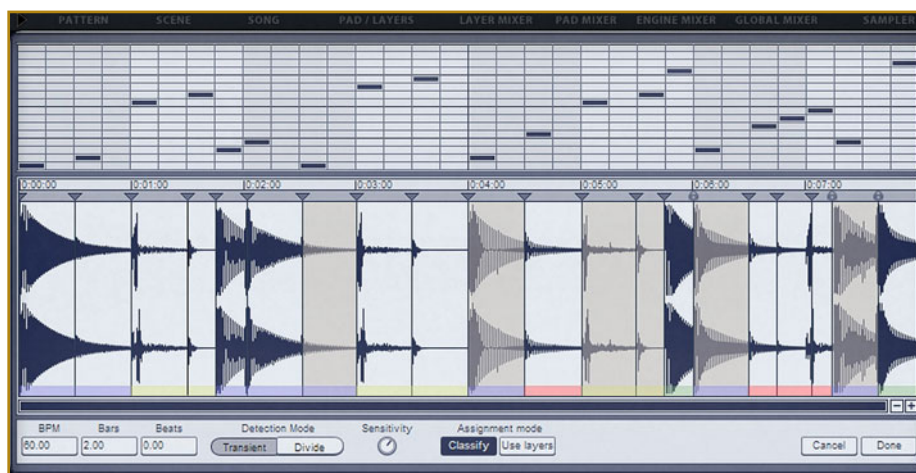 PATTERN SCENE SONG PAD / LAYERS LAYER MIXER PAD MIXER ENGINE MIXER GLOBAL MIXER SAMPLER
0:00:00 0:01:00 0:02:00 0:03:00 0:04:00 0:05:00 0:06:00 0:07:00
BPM Bars Beats Detection Mode Sensitivity Assignment mode
60.00 2.00 0.00 Transient Divide Classify Use layers Cancel Done